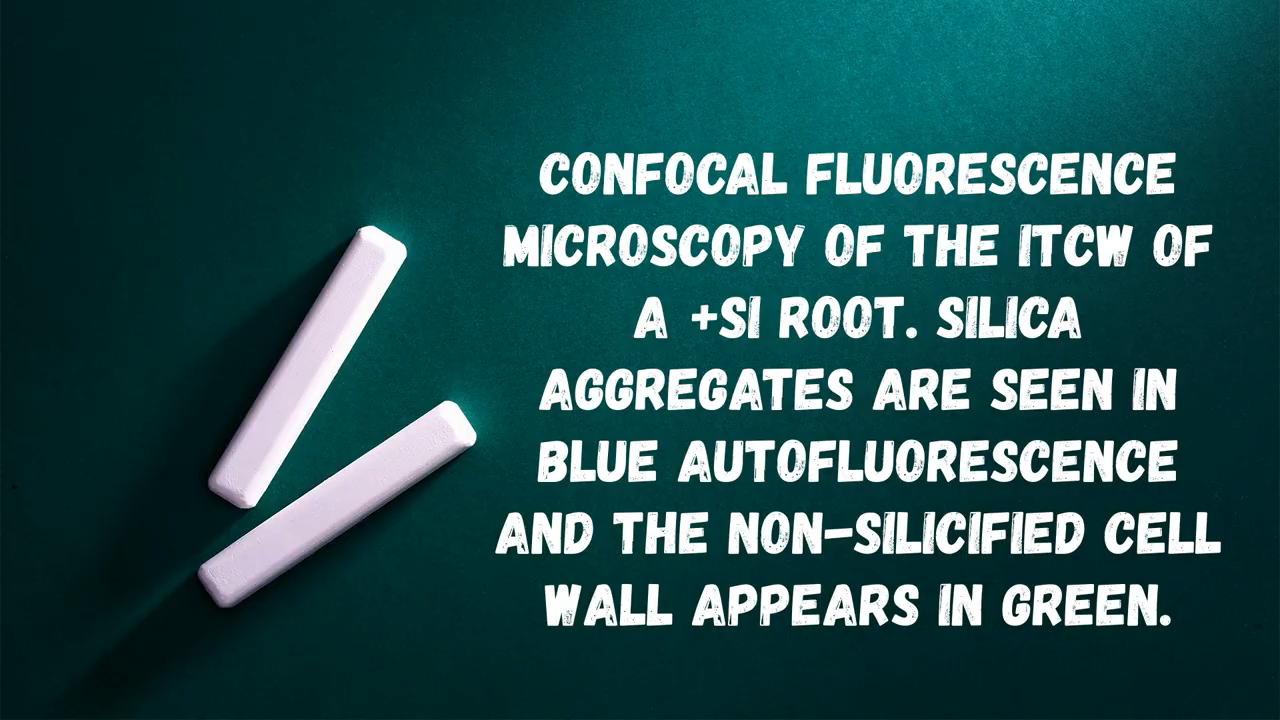 CONFOCAL FLUORESCENCE
MICROSCOPY OF THE ITCW OF
A +SI ROOT. SILICA
AGGREGATES ARE SEEN IN
BLUE AUTOFLUORESCENCE
AND THE NON-SILICIFIED CELL
WALL APPEARS IN GREEN.